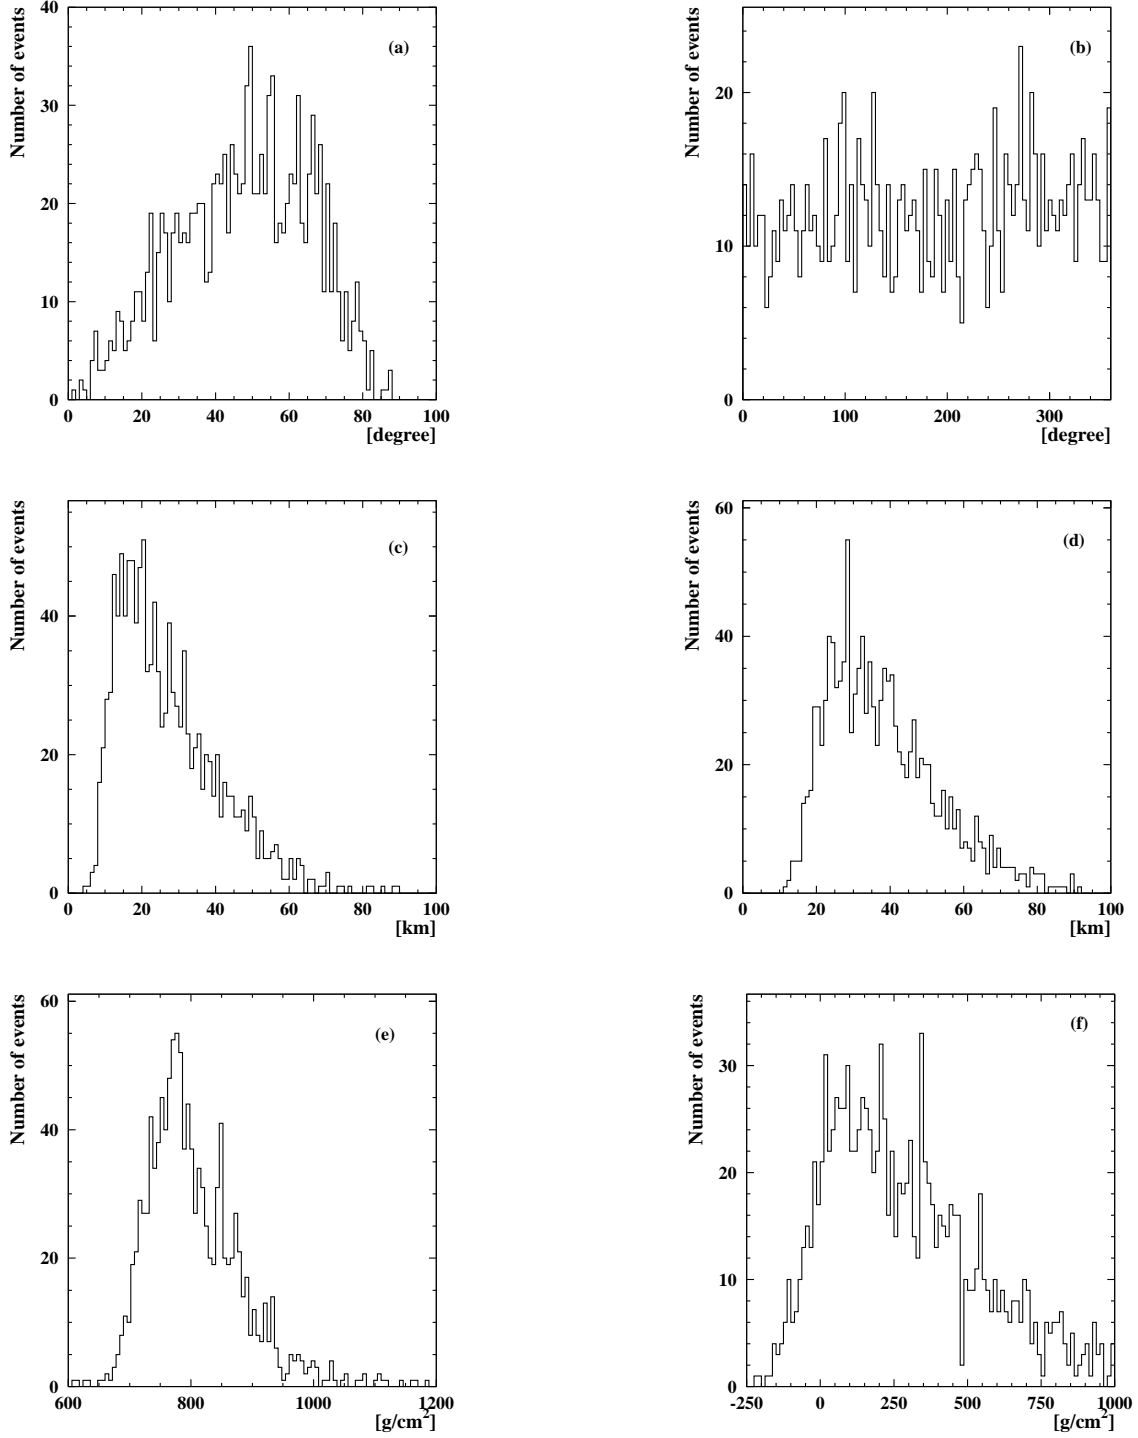 Number of events
(a)
40
30
20
10
0
0 20 40 60 80 100
[degree]
Number of events
(b)
20
10
0
0 100 200 300
[degree]
Number of events
(c)
40
20
0
0 20 40 60 80 100
[km]
Number of events
(d)
60
40
20
0
0 20 40 60 80 100
[km]
Number of events
(e)
60
40
20
0
600 800 1000 1200
[g/cm²]
Number of events
(f)
30
20
10
0
-250 0 250 500 750 1000
[g/cm²]